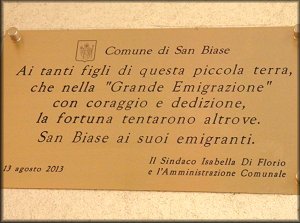 Comune di San Biase
Ai tanti figli di questa piccola terra,
che nella "Grande Emigrazione"
con coraggio e dedizione,
la fortuna tentarono altrove.
San Biase ai suoi emigranti.
13 agosto 2013
Il Sindaco Isabella Di Florio
e l'Amministrazione Comunale